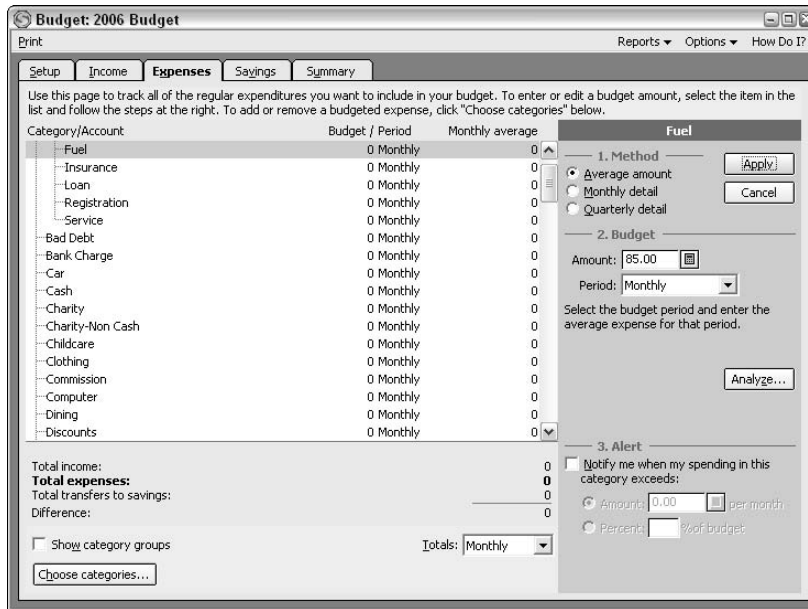 Budget: 2006 Budget
Print Reports Options How Do I?
Setup Income Expenses Savings Summary
Use this page to track all of the regular expenditures you want to include in your budget. To enter or edit a budget amount, select the item in the
list and follow the steps at the right. To add or remove a budgeted expense, click "Choose categories" below.
Category/Account Budget / Period Monthly average
Fuel 0 Monthly 0
Insurance 0 Monthly 0
Loan 0 Monthly 0
Registration 0 Monthly 0
Service 0 Monthly 0
Bad Debt 0 Monthly 0
Bank Charge 0 Monthly 0
Car 0 Monthly 0
Cash 0 Monthly 0
Charity 0 Monthly 0
Charity-Non Cash 0 Monthly 0
Childcare 0 Monthly 0
Clothing 0 Monthly 0
Commission 0 Monthly 0
Computer 0 Monthly 0
Dining 0 Monthly 0
Discounts 0 Monthly 0
Total income: 0
Total expenses: 0
Total transfers to savings: 0
Difference: 0
Show category groups
Totals: Monthly
Choose categories...
Fuel
1. Method
Average amount
Monthly detail
Quarterly detail
Apply
Cancel
2. Budget
Amount: 85.00
Period: Monthly
Select the budget period and enter the
average expense for that period.
Analyze...
3. Alert
Notify me when my spending in this
category exceeds:
Amount: 0.00 per month
Percent: % of budget